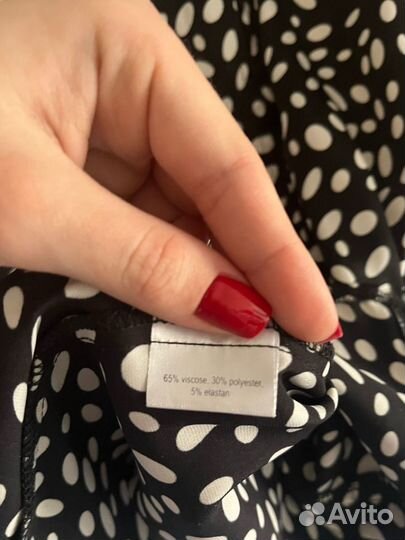 65% viscose, 30% polyester,
5% elastan
Avito